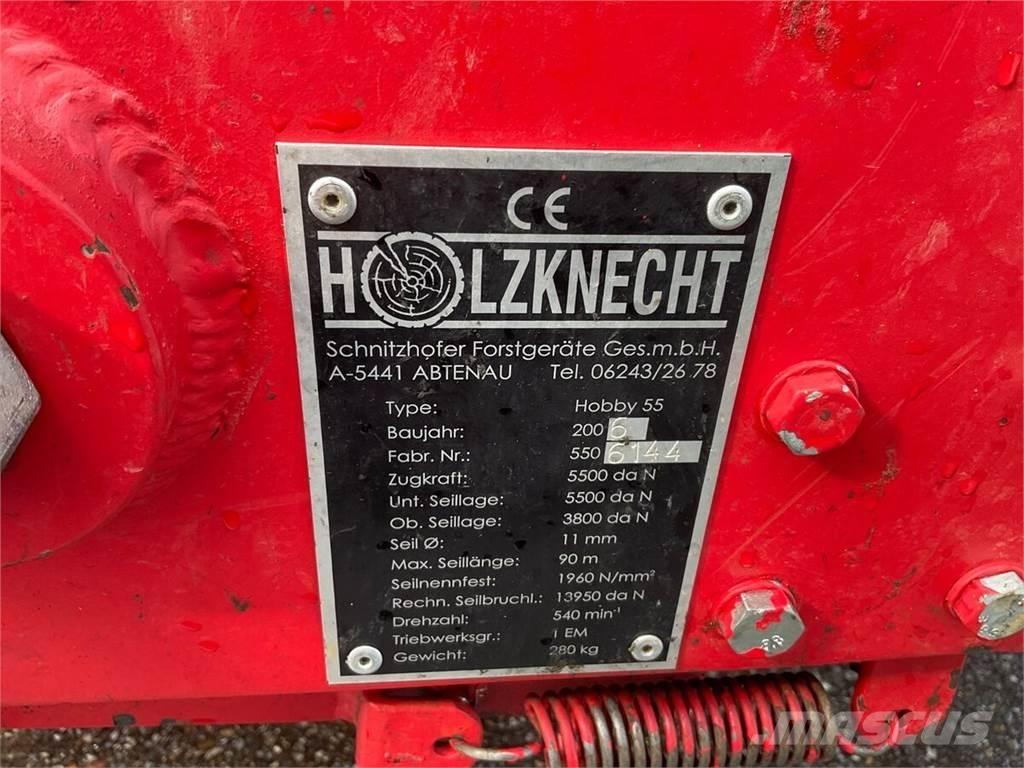 CE
HOLZKNECHT
Schnitzhofer Forstgeräte Ges.m.b.H.
A-5441 ABTENAU Tel. 06243/26 78
Type: Hobby 55
Baujahr: 2006
Fabr. Nr.: 5506144
Zugkraft: 5500 da N
Unt. Seillage: 5500 da N
Ob. Seillage: 3800 da N
Seil Ø: 11 mm
Max. Seillänge: 90 m
Seilnennfest: 1960 N/mm²
Rechn. Seilbruchl.: 13950 da N
Drehzahl: 540 min⁻¹
Triebwerksgr.: 1 EM
Gewicht: 280 kg
MASCUS